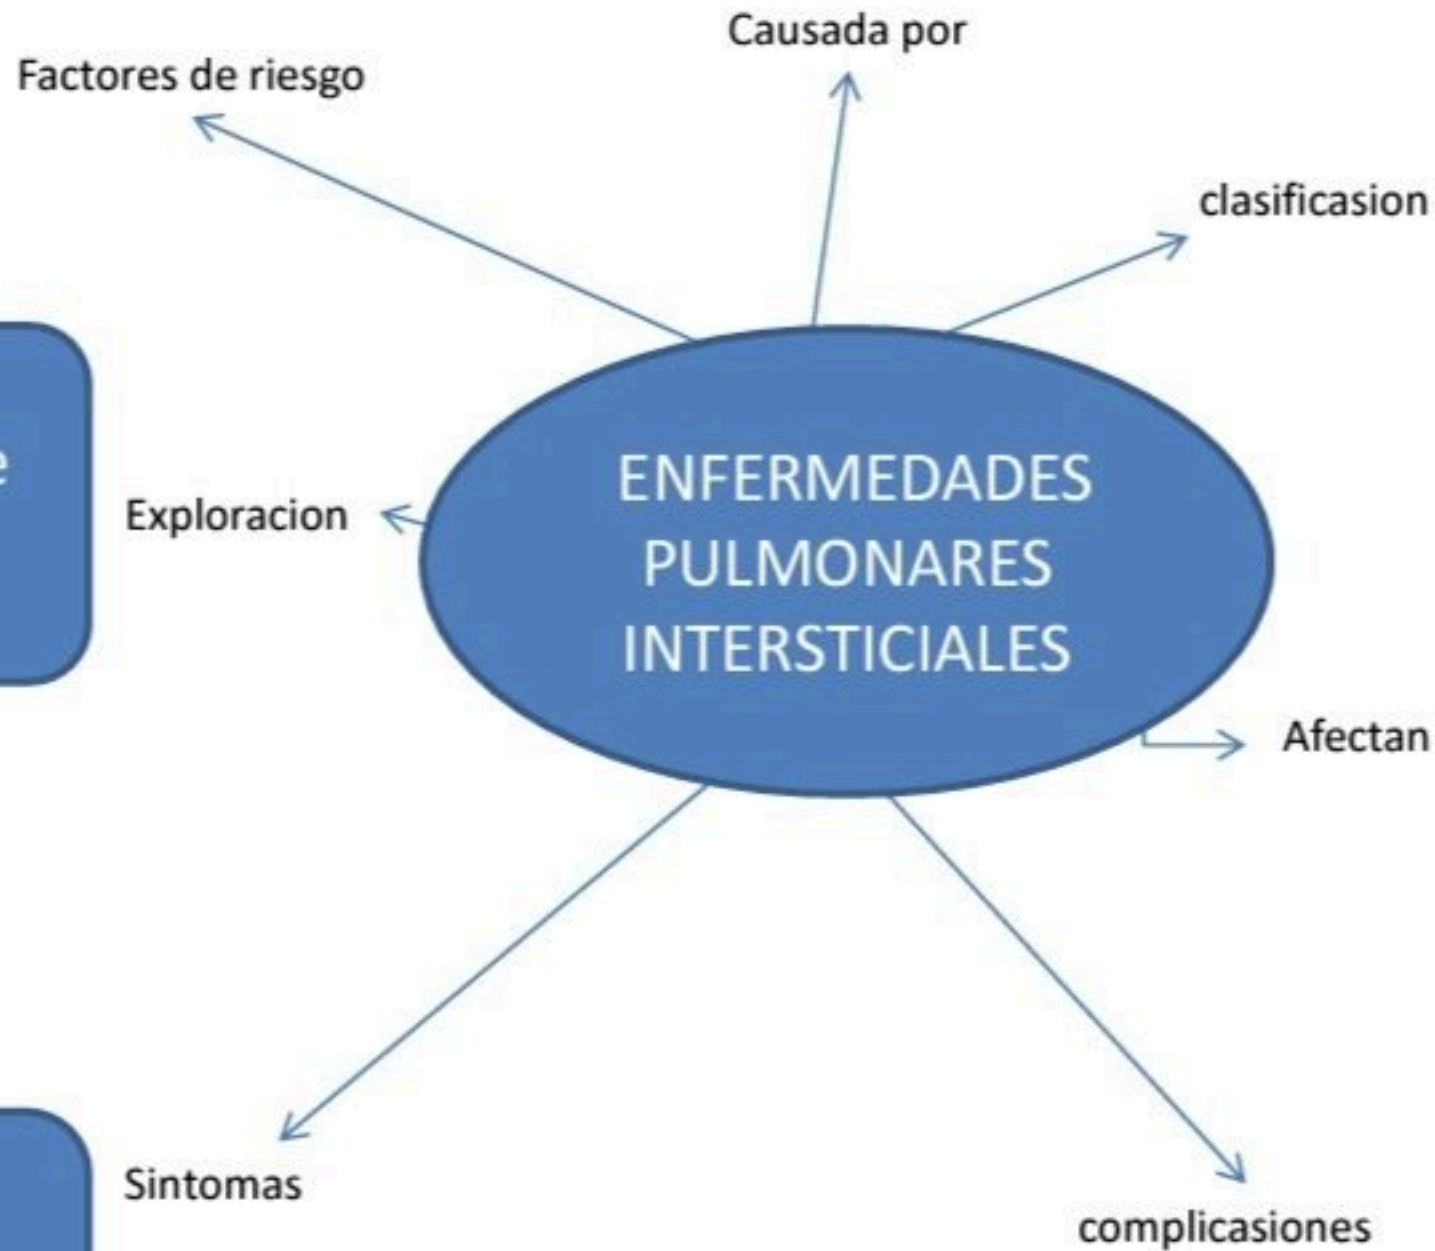 Causada por
Factores de riesgo
clasificasion
ENFERMEDADES
PULMONARES
INTERSTICIALES
Exploracion
Afectan
Sintomas
complicasiones